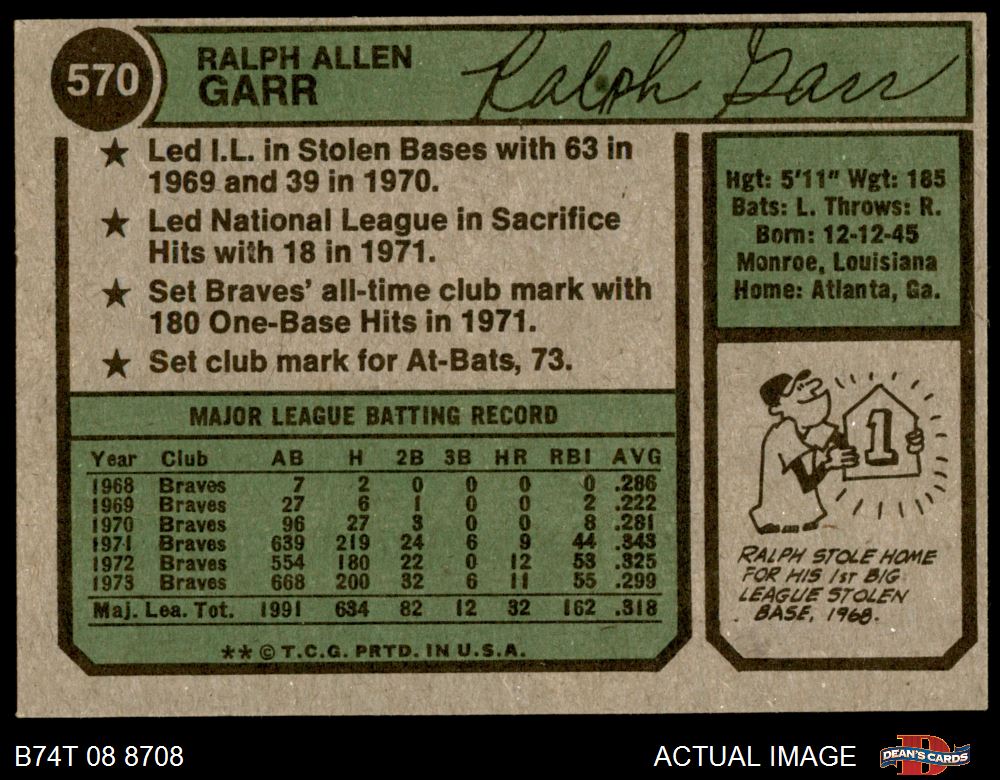 570
RALPH ALLEN
GARR
Ralph Garr
★ Led I.L. in Stolen Bases with 63 in
1969 and 39 in 1970.
★ Led National League in Sacrifice
Hits with 18 in 1971.
★ Set Braves' all-time club mark with
180 One-Base Hits in 1971.
★ Set club mark for At-Bats, 73.
Hgt: 5'11" Wgt: 185
Bats: L. Throws: R.
Born: 12-12-45
Monroe, Louisiana
Home: Atlanta, Ga.
MAJOR LEAGUE BATTING RECORD
Year Club AB H 2B 3B HR RBI AVG
1968 Braves 7 2 0 0 0 0 .286
1969 Braves 27 6 1 0 0 2 .222
1970 Braves 96 27 3 0 0 8 .281
1971 Braves 639 219 24 6 9 44 .343
1972 Braves 554 180 22 0 12 53 .325
1973 Braves 668 200 32 6 11 55 .299
Maj. Lea. Tot. 1991 634 82 12 32 162 .318
** © T.C.G. PRTD. IN U.S.A.
1
RALPH STOLE HOME
FOR HIS 1ST BIG
LEAGUE STOLEN
BASE, 1968.
B74T 08 8708
ACTUAL IMAGE
D
DEAN'S CARDS